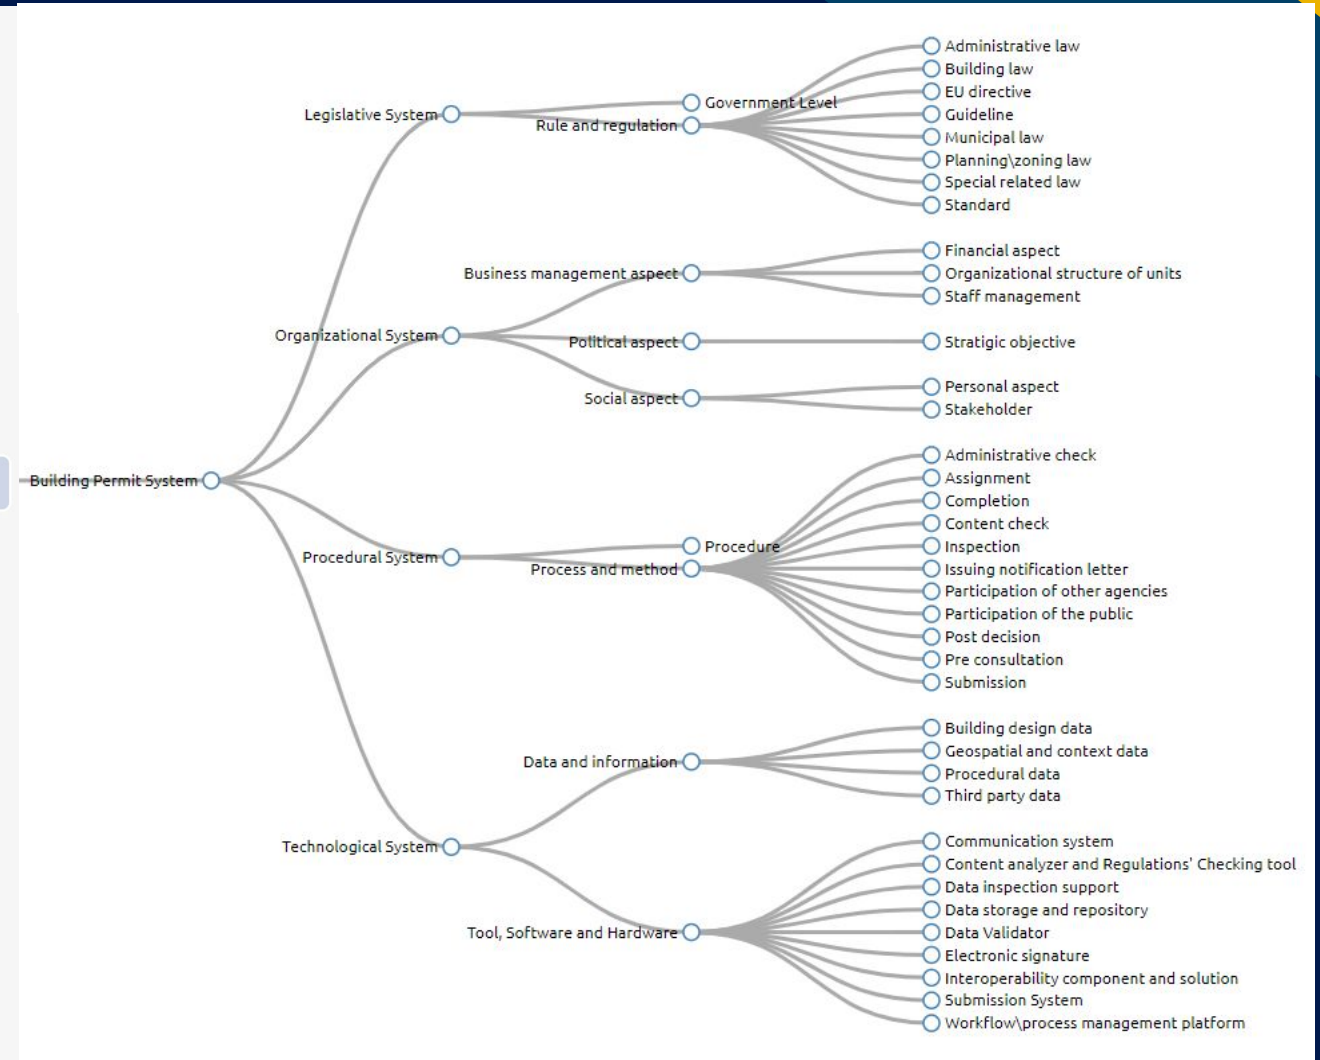 Building Permit System
Legislative System
Government Level
Rule and regulation
Administrative law
Building law
EU directive
Guideline
Municipal law
Planning\zoning law
Special related law
Standard
Organizational System
Business management aspect
Financial aspect
Organizational structure of units
Staff management
Political aspect
Stratigic objective
Social aspect
Personal aspect
Stakeholder
Procedural System
Procedure
Process and method
Administrative check
Assignment
Completion
Content check
Inspection
Issuing notification letter
Participation of other agencies
Participation of the public
Post decision
Pre consultation
Submission
Technological System
Data and information
Building design data
Geospatial and context data
Procedural data
Third party data
Tool, Software and Hardware
Communication system
Content analyzer and Regulations' Checking tool
Data inspection support
Data storage and repository
Data Validator
Electronic signature
Interoperability component and solution
Submission System
Workflow\process management platform